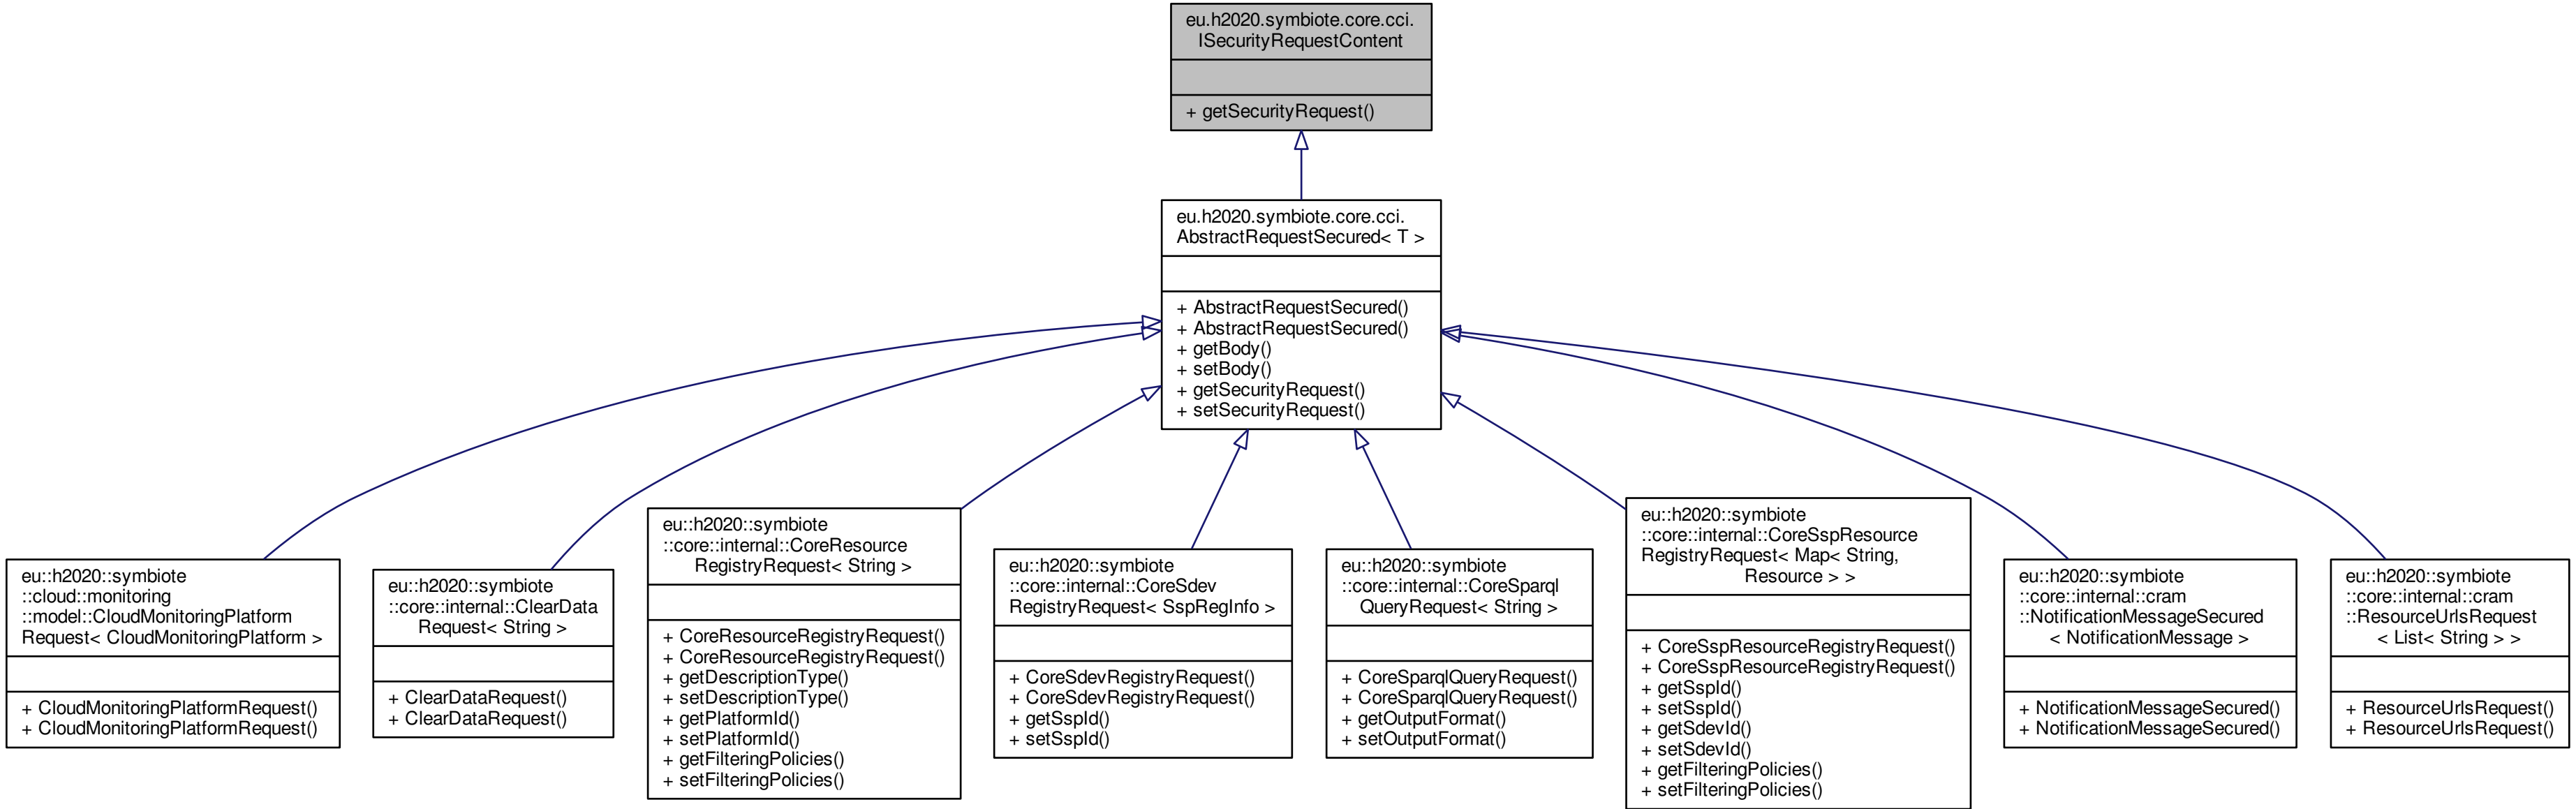 eu.h2020.symbiote.core.cci.
ISecurityRequestContent
+ getSecurityRequest()
eu.h2020.symbiote.core.cci.
AbstractRequestSecured< T >
+ AbstractRequestSecured()
+ AbstractRequestSecured()
+ getBody()
+ setBody()
+ getSecurityRequest()
+ setSecurityRequest()
eu::h2020::symbiote
::cloud::monitoring
::model::CloudMonitoringPlatform
Request< CloudMonitoringPlatform >
+ CloudMonitoringPlatformRequest()
+ CloudMonitoringPlatformRequest()
eu::h2020::symbiote
::core::internal::ClearData
Request< String >
+ ClearDataRequest()
+ ClearDataRequest()
eu::h2020::symbiote
::core::internal::CoreResource
RegistryRequest< String >
+ CoreResourceRegistryRequest()
+ CoreResourceRegistryRequest()
+ getDescriptionType()
+ setDescriptionType()
+ getPlatformId()
+ setPlatformId()
+ getFilteringPolicies()
+ setFilteringPolicies()
eu::h2020::symbiote
::core::internal::CoreSdev
RegistryRequest< SspRegInfo >
+ CoreSdevRegistryRequest()
+ CoreSdevRegistryRequest()
+ getSspId()
+ setSspId()
eu::h2020::symbiote
::core::internal::CoreSparql
QueryRequest< String >
+ CoreSparqlQueryRequest()
+ CoreSparqlQueryRequest()
+ getOutputFormat()
+ setOutputFormat()
eu::h2020::symbiote
::core::internal::CoreSspResource
RegistryRequest< Map< String,
Resource > >
+ CoreSspResourceRegistryRequest()
+ CoreSspResourceRegistryRequest()
+ getSspId()
+ setSspId()
+ getSdevId()
+ setSdevId()
+ getFilteringPolicies()
+ setFilteringPolicies()
eu::h2020::symbiote
::core::internal::cram
::NotificationMessageSecured
< NotificationMessage >
+ NotificationMessageSecured()
+ NotificationMessageSecured()
eu::h2020::symbiote
::core::internal::cram
::ResourceUrlsRequest
< List< String > >
+ ResourceUrlsRequest()
+ ResourceUrlsRequest()